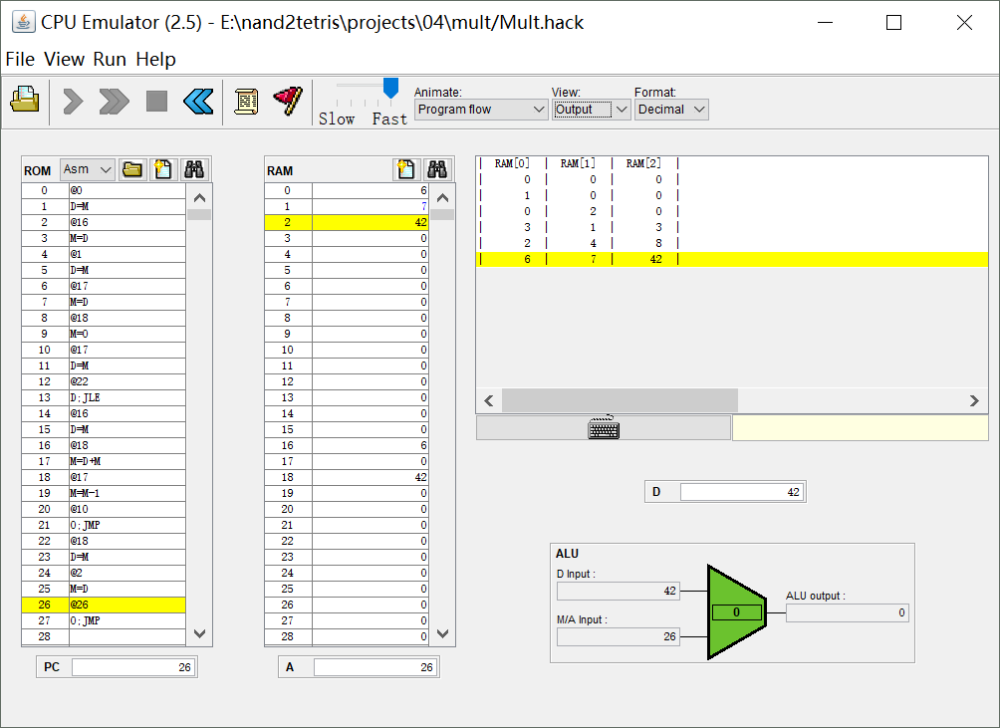 CPU Emulator (2.5) - E:\nand2tetris\projects\04\mult/Mult.hack
File View Run Help
Slow Fast
Animate: View: Format:
Program flow Output Decimal
ROM Asm
0 @0
1 D=M
2 @16
3 M=D
4 @1
5 D=M
6 @17
7 M=D
8 @18
9 M=0
10 @17
11 D=M
12 @22
13 D;JLE
14 @16
15 D=M
16 @18
17 M=D+M
18 @17
19 M=M-1
20 @10
21 0;JMP
22 @18
23 D=M
24 @2
25 M=D
26 @26
27 0;JMP
28
PC 26
RAM
0 6
1 7
2 42
3 0
4 0
5 0
6 0
7 0
8 0
9 0
10 0
11 0
12 0
13 0
14 0
15 0
16 6
17 0
18 42
19 0
20 0
21 0
22 0
23 0
24 0
25 0
26 0
27 0
28 0
A 26
| RAM[0] | RAM[1] | RAM[2] |
| 0 | 0 | 0 |
| 1 | 0 | 0 |
| 0 | 2 | 0 |
| 3 | 1 | 3 |
| 2 | 4 | 8 |
| 6 | 7 | 42 |
D 42
ALU
D Input :
42
M/A Input :
26
0
ALU output :
0